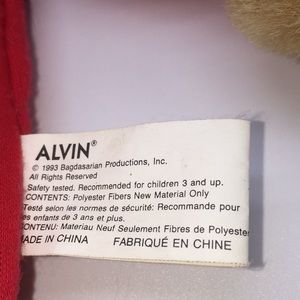 ALVIN®
© 1993 Bagdasarian Productions, Inc.
All Rights Reserved
Safety tested. Recommended for children 3 and up.
CONTENTS: Polyester Fibers New Material Only
Testé selon les normes de sécurité: Recommandé pour
les enfants de 3 ans et plus.
CONTENU: Materiau Neuf Seulement Fibres de Polyester
MADE IN CHINA FABRIQUÉ EN CHINE